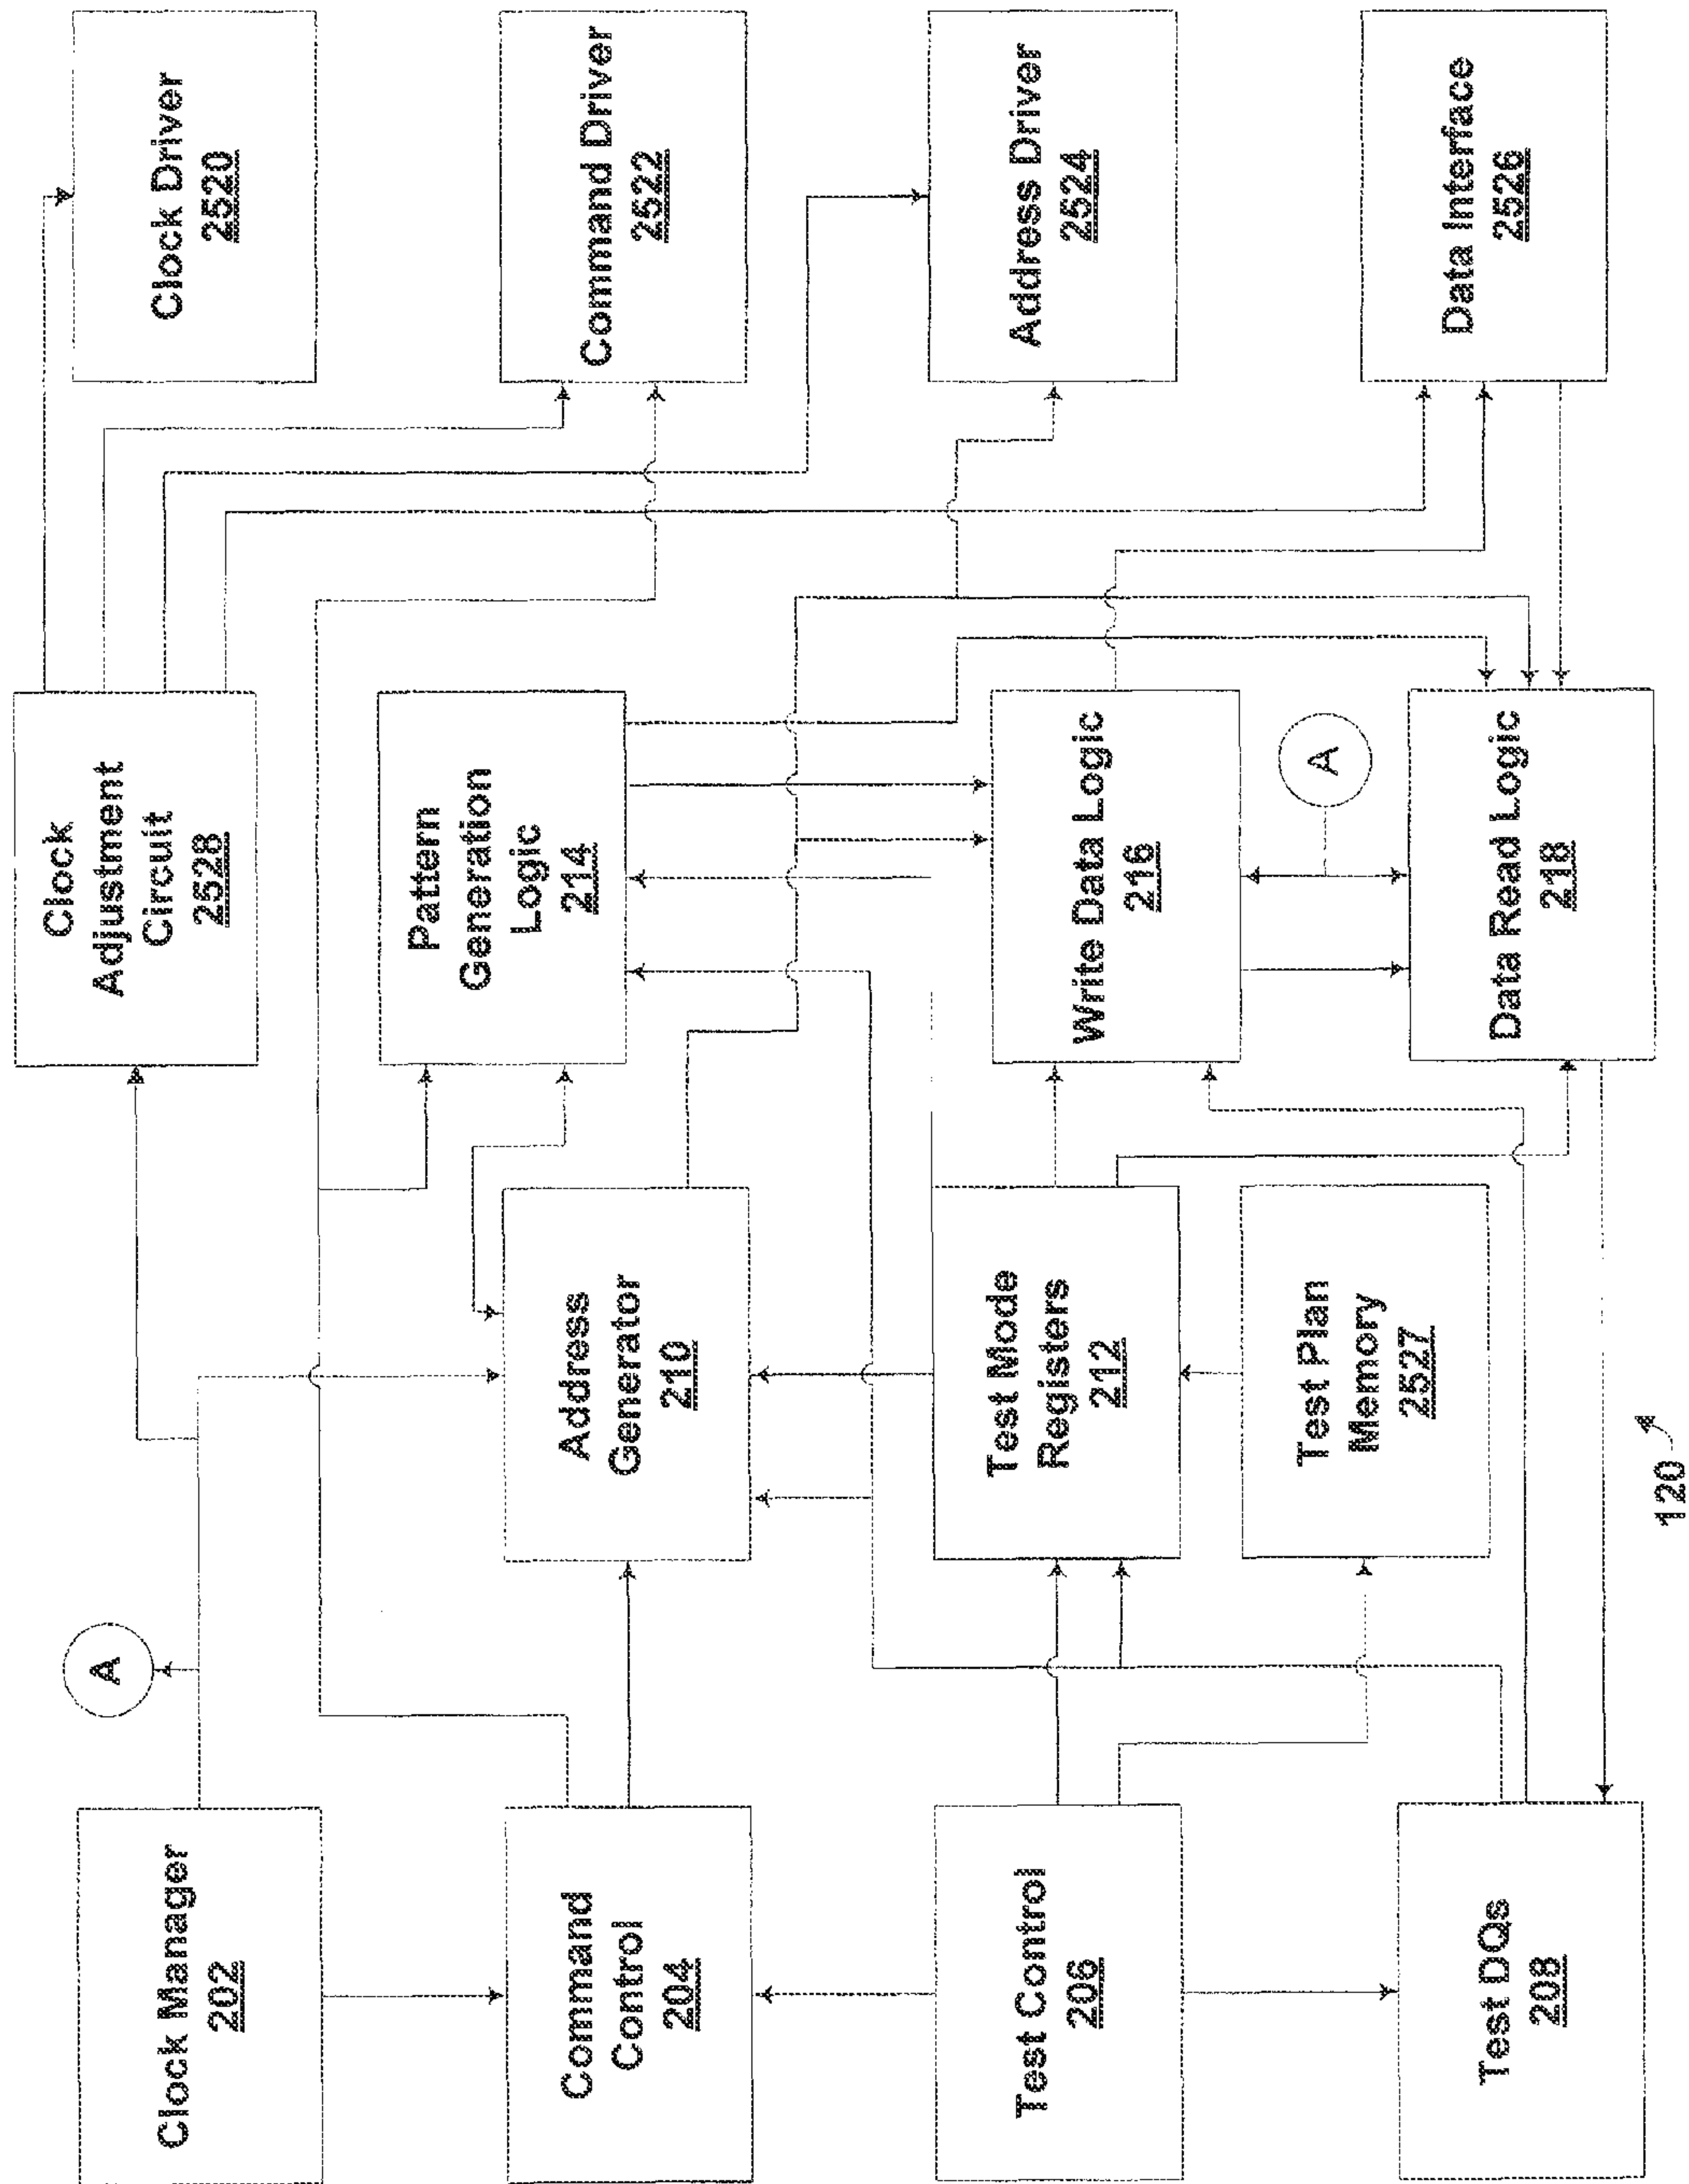 Clock Manager
202
Command
Control
204
Test Control
206
Test DQs
208
A
Address
Generator
210
Test Mode
Registers
212
Test Plan
Memory
2527
Clock
Adjustment
Circuit
2528
Pattern
Generation
Logic
214
Write Data Logic
216
A
Data Read Logic
218
Clock Driver
2520
Command Driver
2522
Address Driver
2524
Data Interface
2526
120